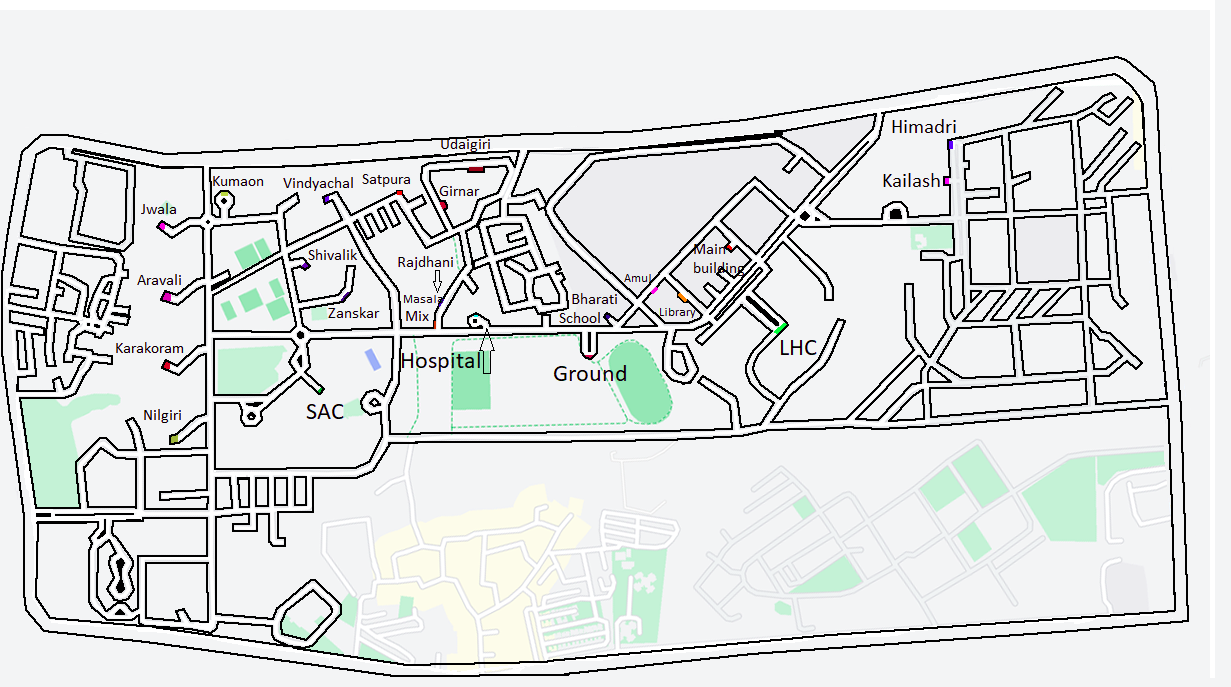 Himadri
Udaigiri
Kumaon
Vindyachal
Satpura
Kailash
Girnar
Jwala
Main
building
Shivalik
Rajdhani
Aravali
Amul
Masala
Mix
Bharati
School
Library
Zanskar
Karakoram
LHC
Hospital
Ground
SAC
Nilgiri